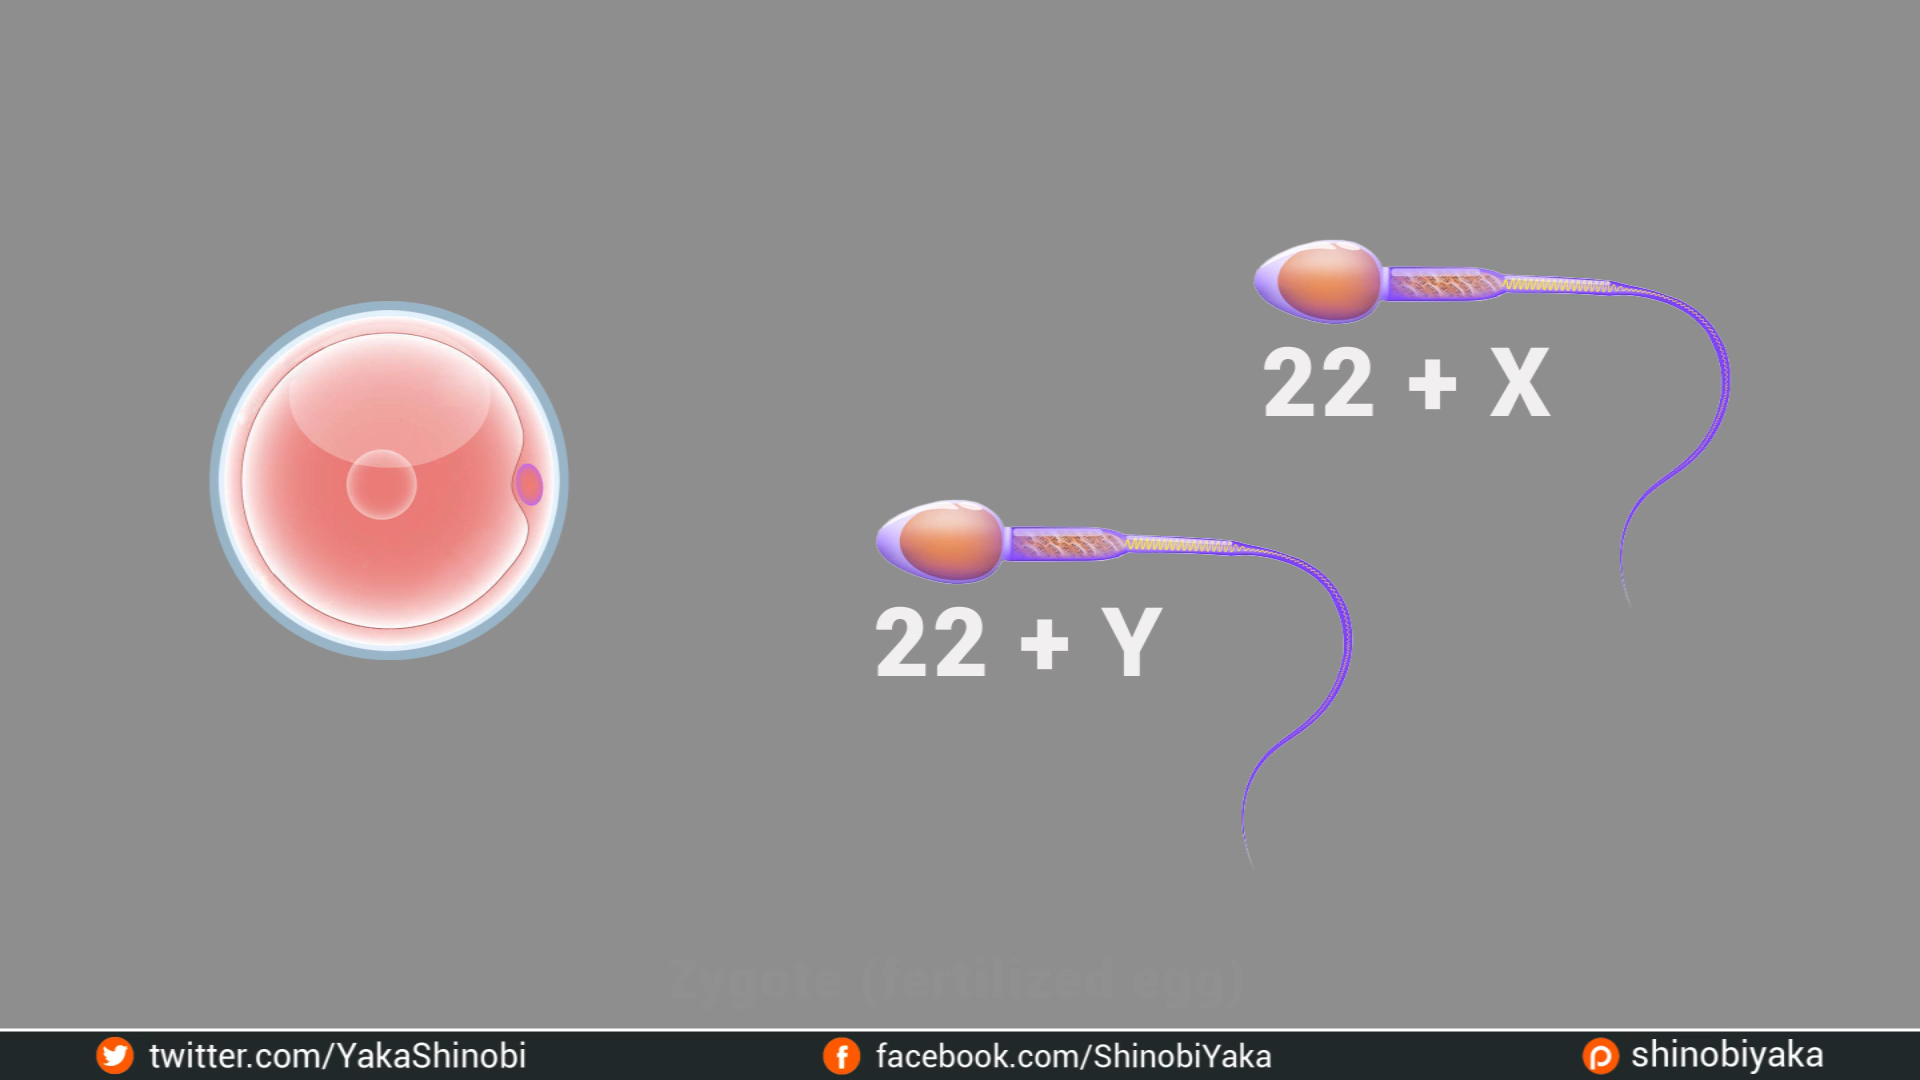 22 + X
22 + Y
Zygote (fertilized egg)
twitter.com/YakaShinobi
facebook.com/ShinobiYaka
shinobiyaka